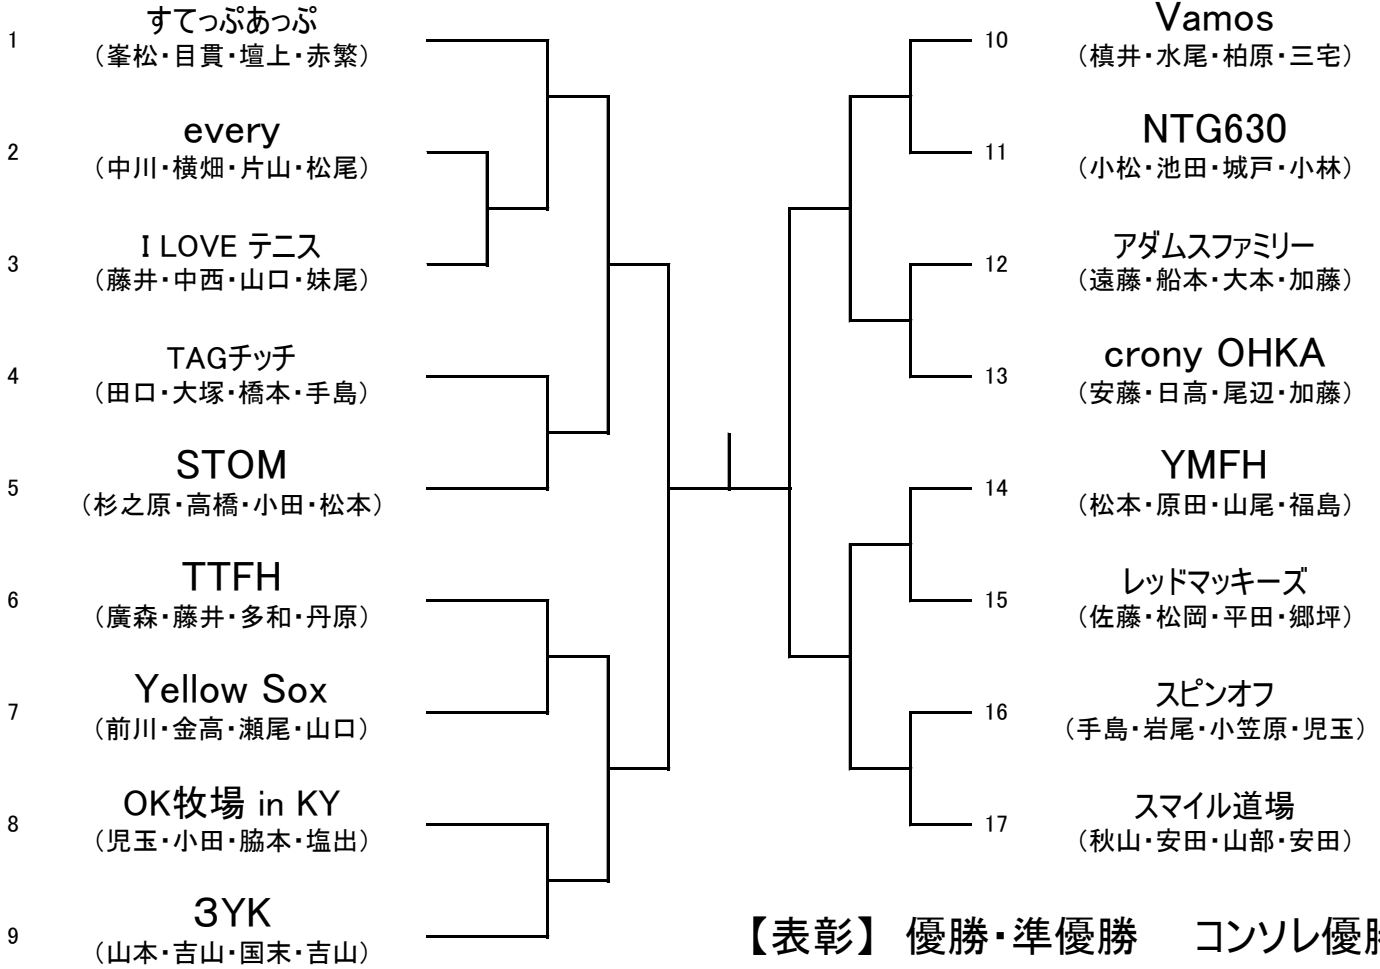 1
すてっぷあっぷ
（峯松・目貫・壇上・赤繁）
2
every
（中川・横畑・片山・松尾）
3
I LOVE テニス
（藤井・中西・山口・妹尾）
4
TAGチッチ
（田口・大塚・橋本・手島）
5
STOM
（杉之原・高橋・小田・松本）
6
TTFH
（廣森・藤井・多和・丹原）
7
Yellow Sox
（前川・金高・瀬尾・山口）
8
OK牧場 in KY
（児玉・小田・脇本・塩出）
9
３YK
（山本・吉山・国末・吉山）
10
Vamos
（槙井・水尾・柏原・三宅）
11
NTG630
（小松・池田・城戸・小林）
12
アダムスファミリー
（遠藤・船本・大本・加藤）
13
crony OHKA
（安藤・日高・尾辺・加藤）
14
YMFH
（松本・原田・山尾・福島）
15
レッドマッキーズ
（佐藤・松岡・平田・郷坪）
16
スピンオフ
（手島・岩尾・小笠原・児玉）
17
スマイル道場
（秋山・安田・山部・安田）
【表彰】 優勝・準優勝　コンソレ優勝